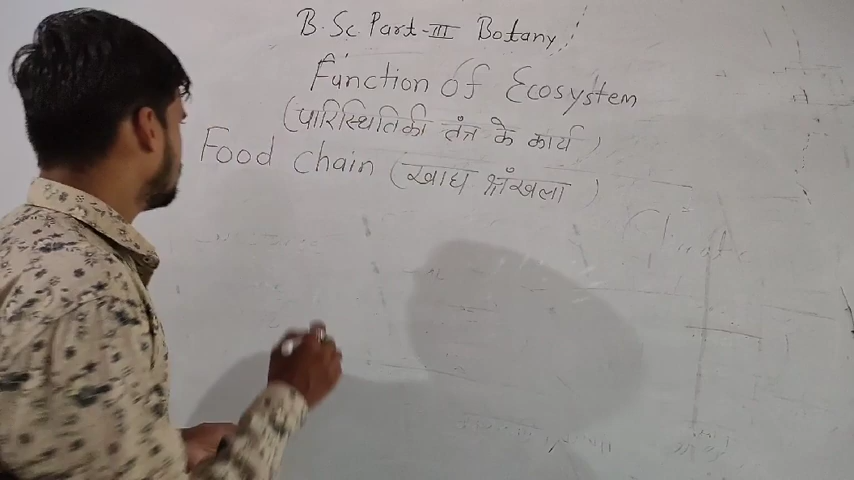 B.Sc. Part-III Botany
Function of Ecosystem
(पारिस्थितिकी तंत्र के कार्य)
Food chain (खाद्य श्रंखला)